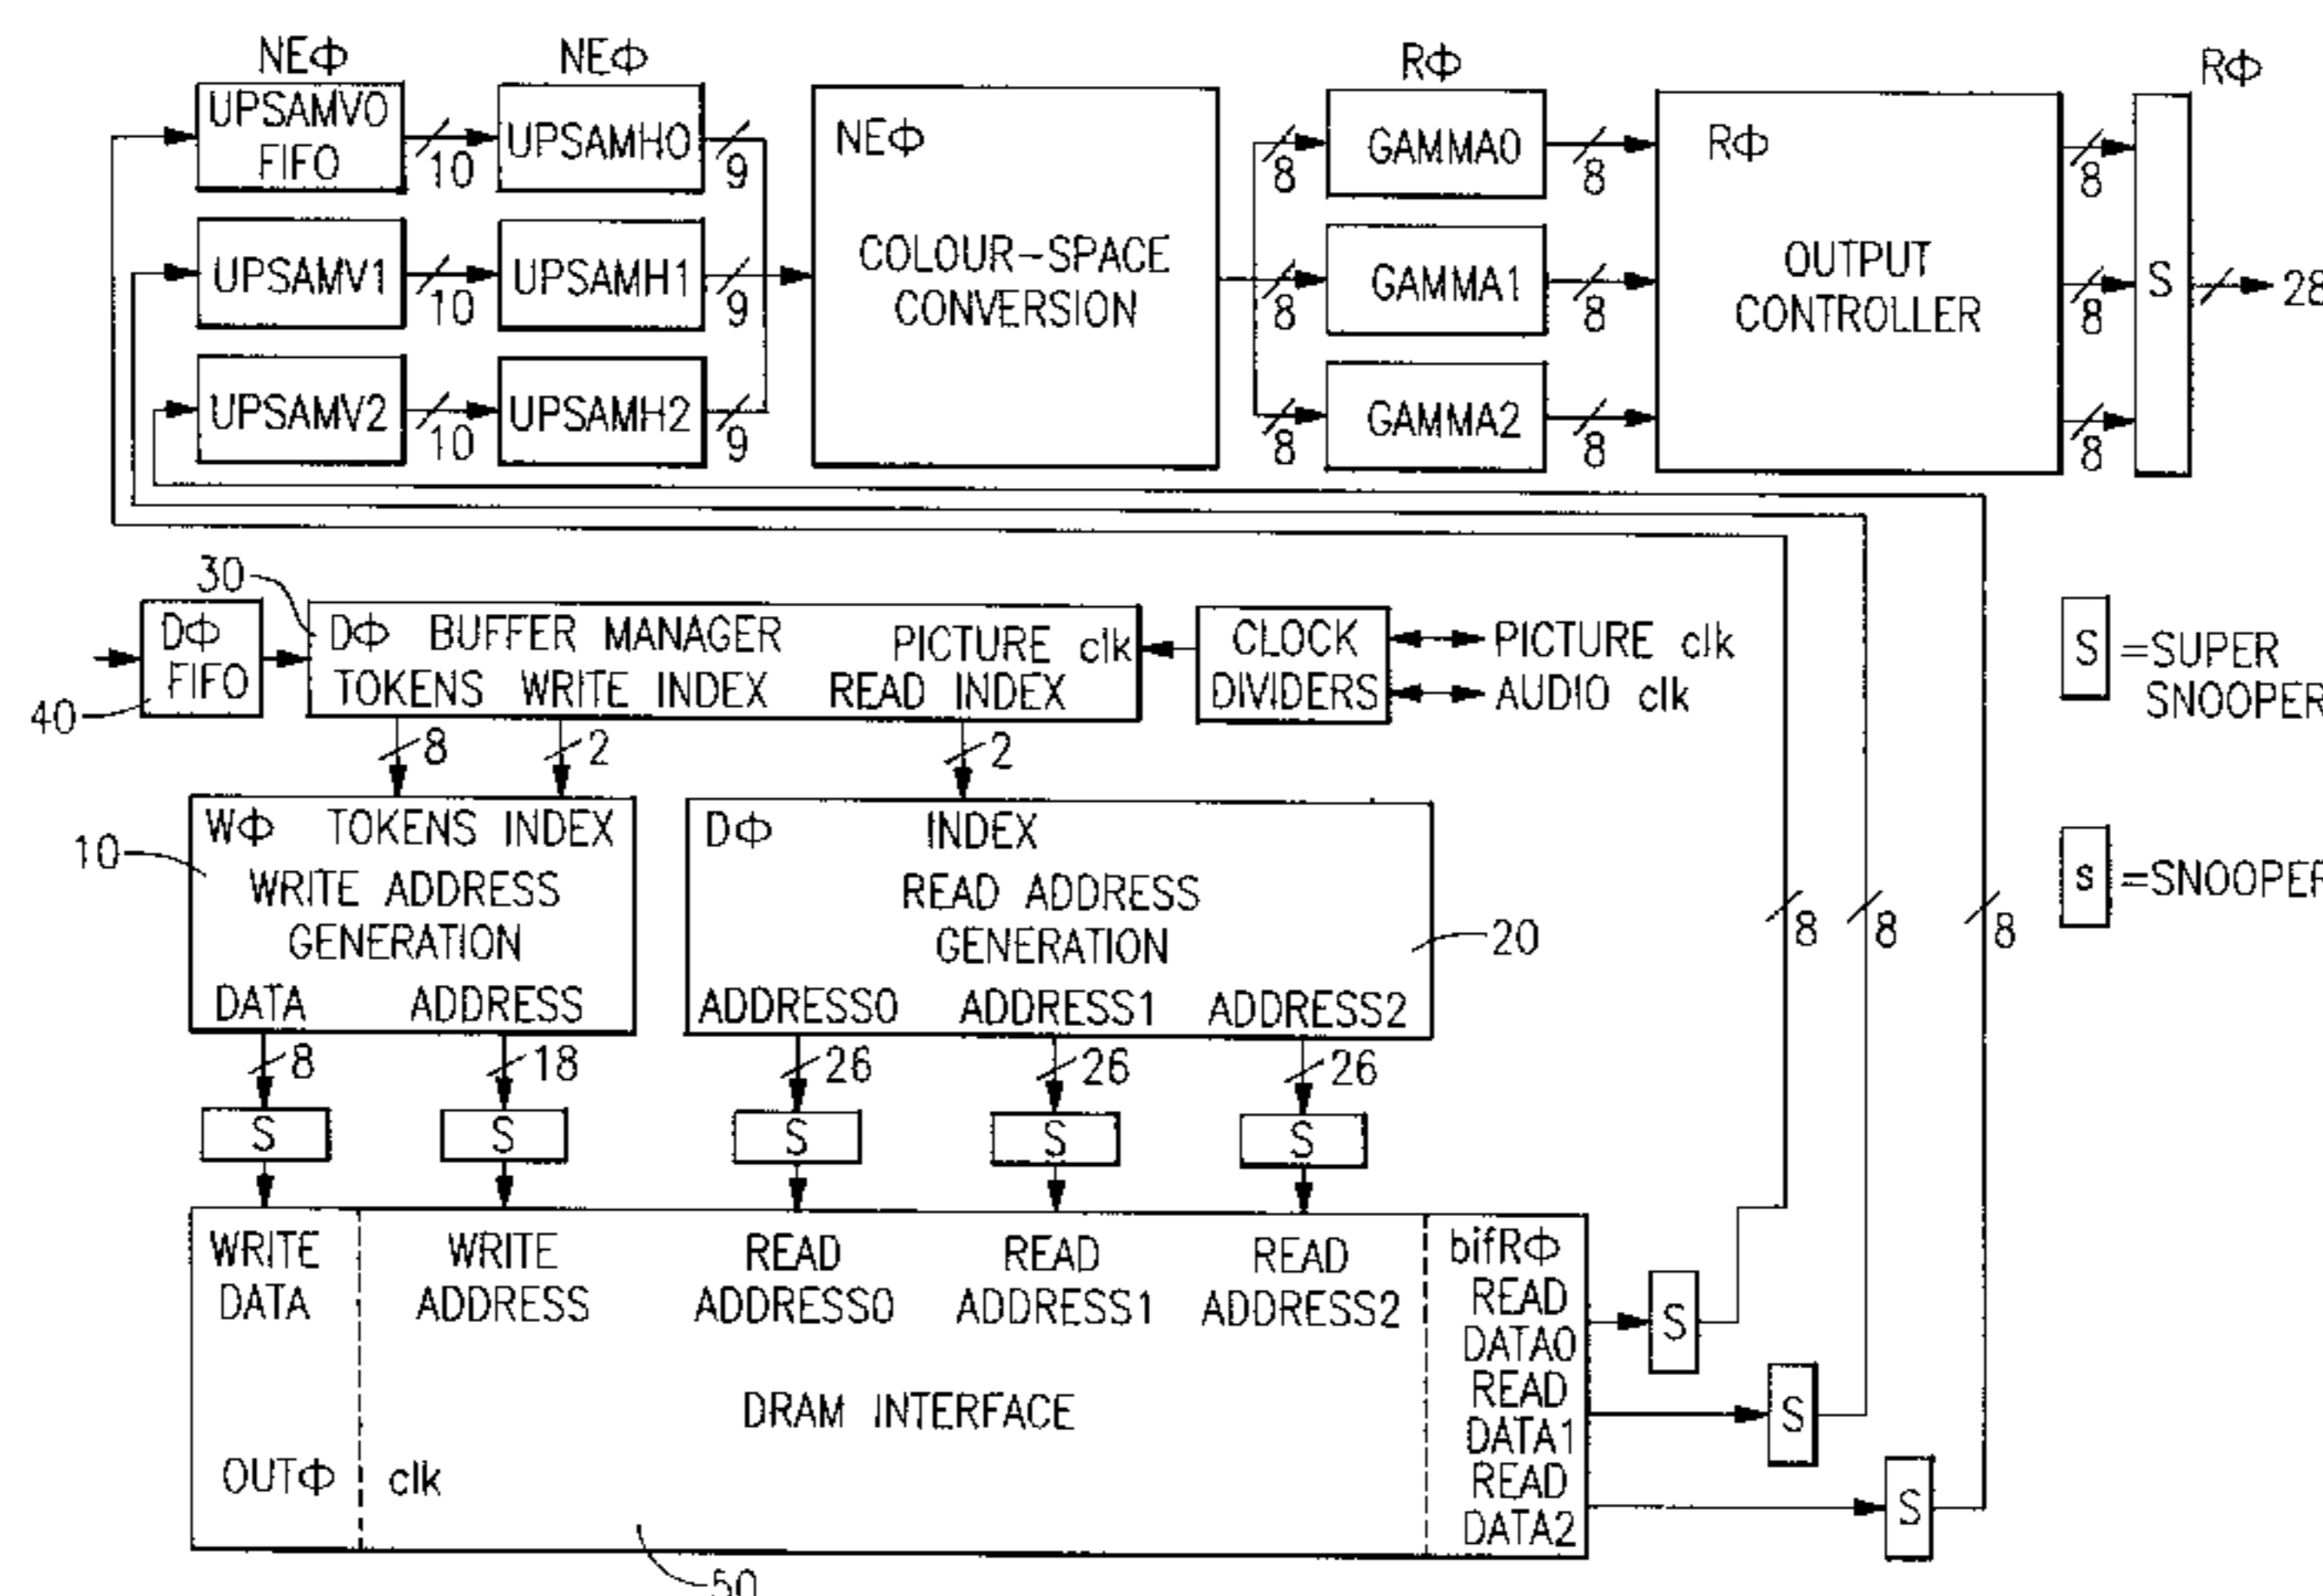 NEΦ NEΦ RΦ RΦ
UPSAMV0
FIFO
10
UPSAMH0
9
NEΦ
COLOUR-SPACE
CONVERSION
8
GAMMA0
8
RΦ
OUTPUT
CONTROLLER
8
S
28
UPSAMV1
10
UPSAMH1
9
8
GAMMA1
8
8
UPSAMV2
10
UPSAMH2
9
8
GAMMA2
8
8
30
40
DΦ
FIFO
DΦ BUFFER MANAGER
PICTURE clk
TOKENS WRITE INDEX READ INDEX
CLOCK
DIVIDERS
PICTURE clk
AUDIO clk
S =SUPER
SNOOPER
s =SNOOPER
8 2 2
10
WΦ TOKENS INDEX
WRITE ADDRESS
GENERATION
DATA ADDRESS
DΦ INDEX
READ ADDRESS
GENERATION
ADDRESS0 ADDRESS1 ADDRESS2
20
8 8 8
8 18 26 26 26
S S S S S
WRITE
DATA
OUTΦ
WRITE
ADDRESS
READ
ADDRESS0
READ
ADDRESS1
READ
ADDRESS2
DRAM INTERFACE
clk
bifRΦ
READ
DATA0
READ
DATA1
READ
DATA2
S
S
S
50